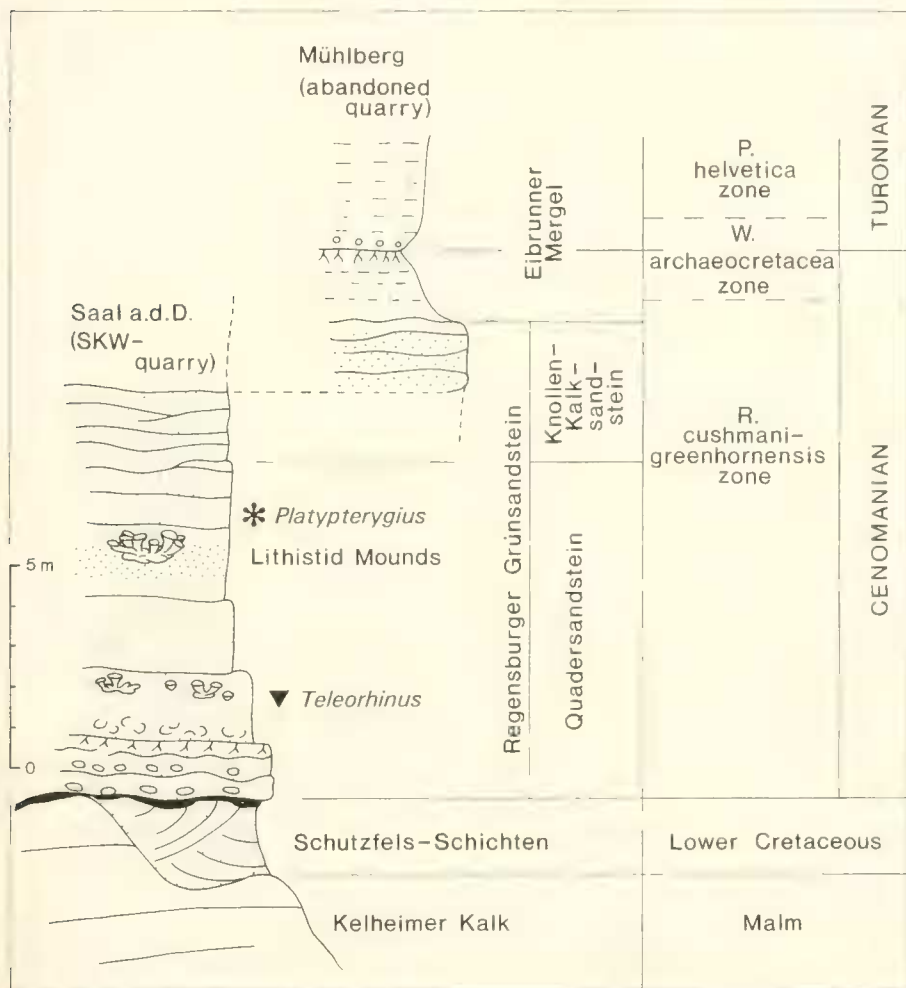 Mühlberg
(abandoned
quarry)
Saal a.d.D.
(SKW-
quarry)
✱ Platypterygius
Lithistid Mounds
5 m
▼ Teleorhinus
0
Eibrunner
Mergel
Regensburger Grünsandstein
Knollen-
Kalk-
sand-
stein
Quadersandstein
P.
helvetica
zone
W.
archaeocretacea
zone
R.
cushmani-
greenhornensis
zone
TURONIAN
CENOMANIAN
Schutzfels-Schichten
Lower Cretaceous
Kelheimer Kalk
Malm